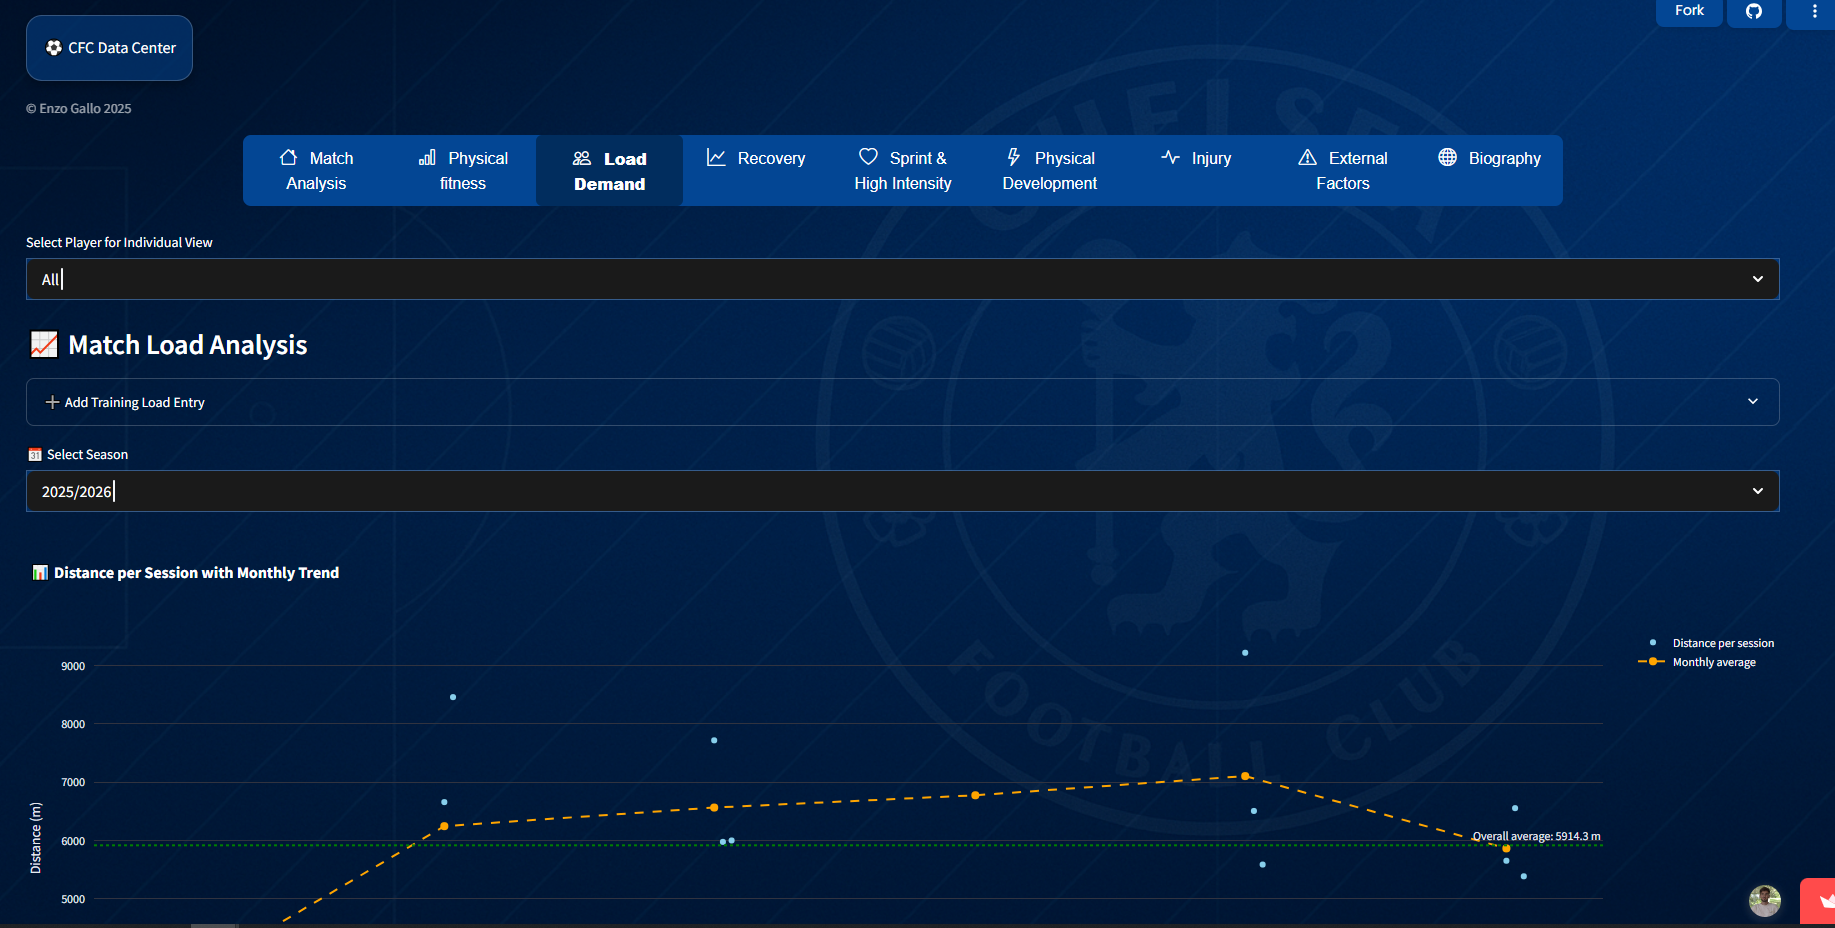 Fork
CFC Data Center
© Enzo Gallo 2025
Match Analysis
Physical fitness
Load Demand
Recovery
Sprint & High Intensity
Physical Development
Injury
External Factors
Biography
Select Player for Individual View
All
Match Load Analysis
Add Training Load Entry
Select Season
2025/2026
Distance per Session with Monthly Trend
Distance per session
Monthly average
9000
8000
7000
6000
5000
Distance (m)
Overall average: 5914.3 m
CHELSEA
FOOTBALL CLUB